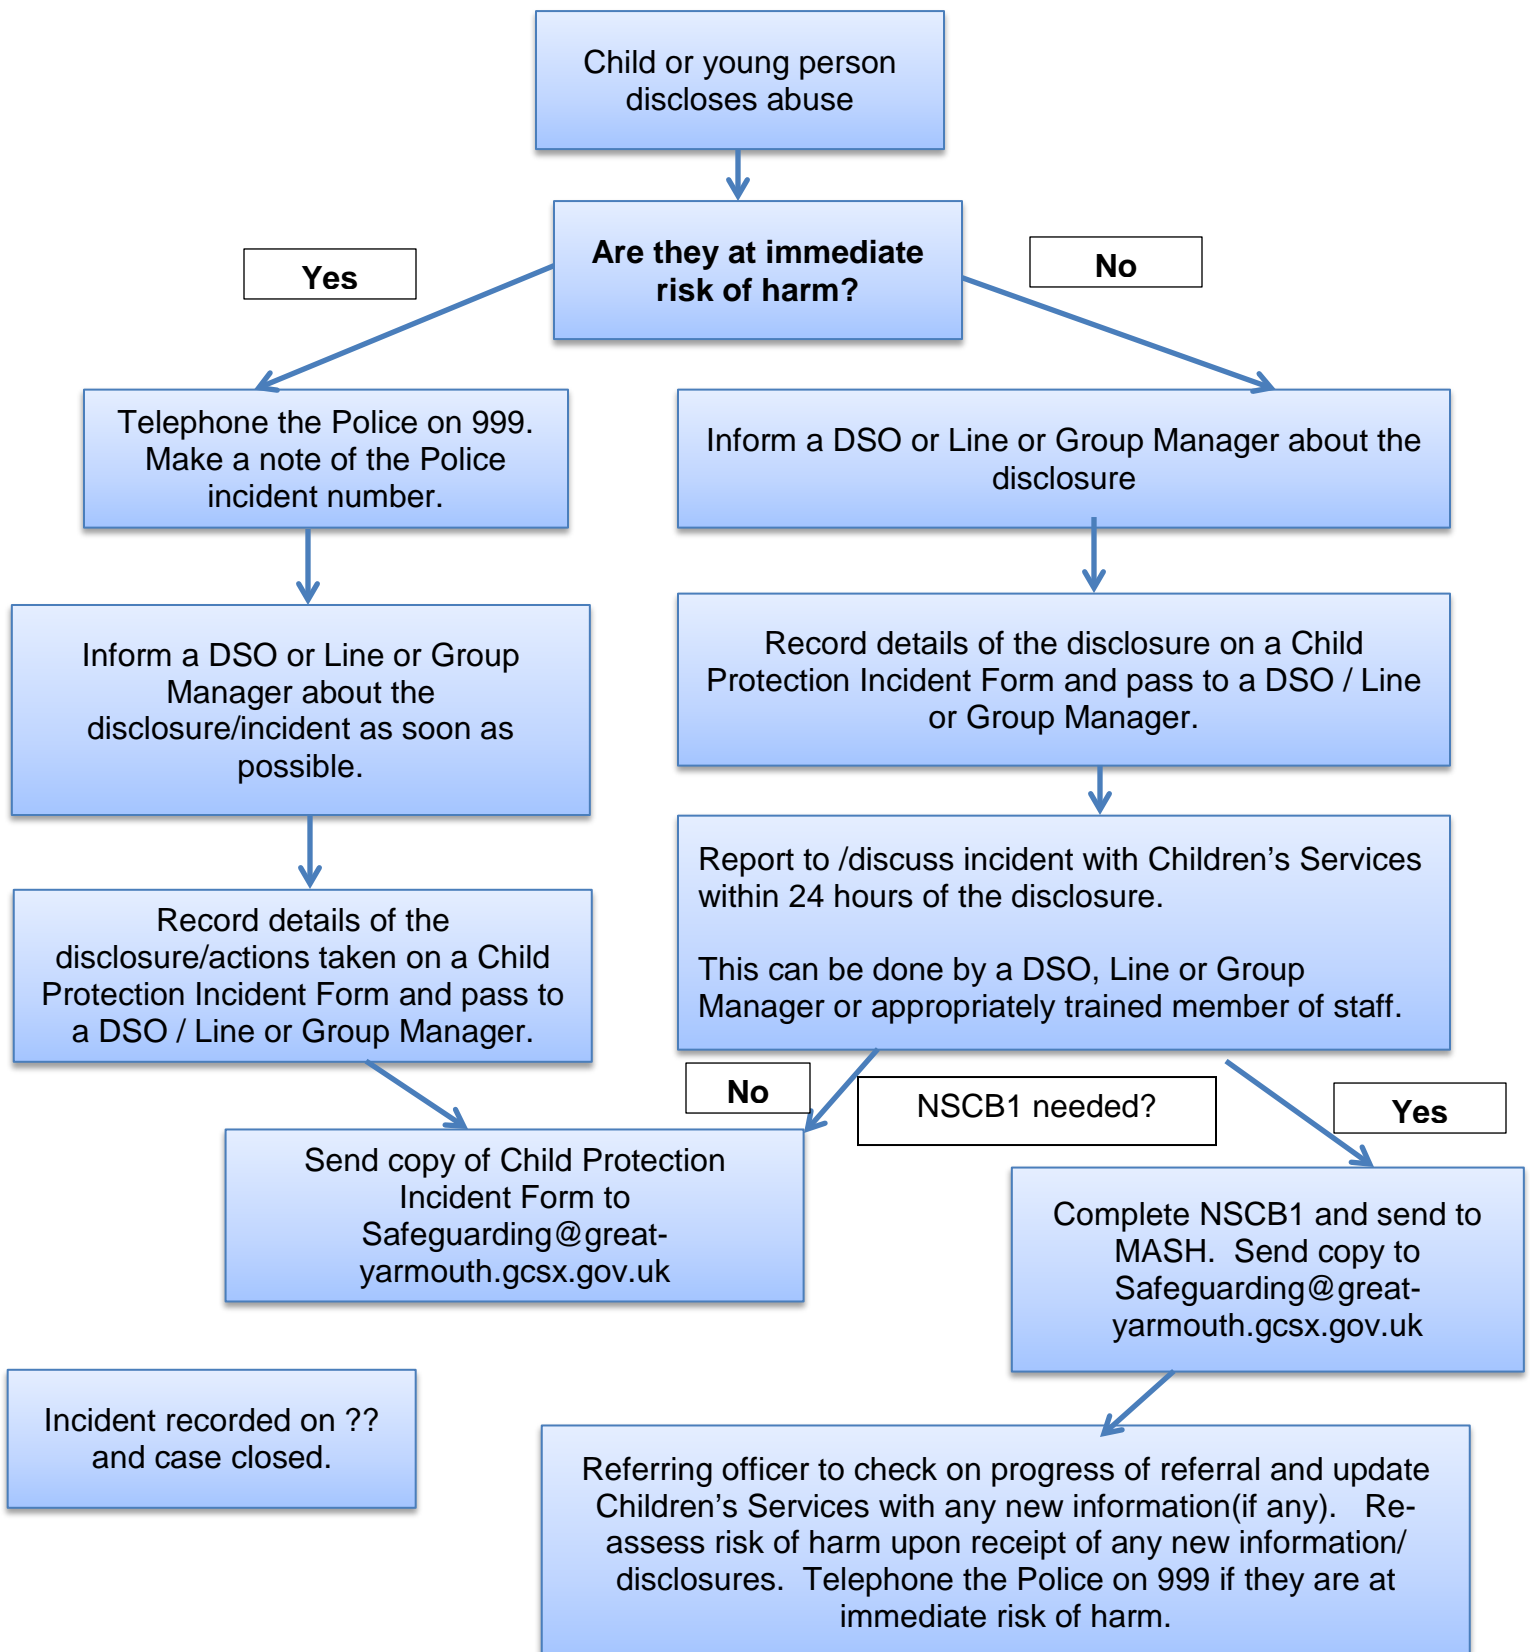 Child or young person
discloses abuse
Are they at immediate
risk of harm?
Yes
No
Telephone the Police on 999.
Make a note of the Police
incident number.
Inform a DSO or Line or Group Manager about the
disclosure
Inform a DSO or Line or Group
Manager about the
disclosure/incident as soon as
possible.
Record details of the disclosure on a Child
Protection Incident Form and pass to a DSO / Line
or Group Manager.
Record details of the
disclosure/actions taken on a Child
Protection Incident Form and pass to
a DSO / Line or Group Manager.
Report to /discuss incident with Children’s Services
within 24 hours of the disclosure.
This can be done by a DSO, Line or Group
Manager or appropriately trained member of staff.
No
NSCB1 needed?
Yes
Send copy of Child Protection
Incident Form to
Safeguarding@great-
yarmouth.gcsx.gov.uk
Complete NSCB1 and send to
MASH.  Send copy to
Safeguarding@great-
yarmouth.gcsx.gov.uk
Incident recorded on ??
and case closed.
Referring officer to check on progress of referral and update
Children’s Services with any new information(if any).   Re-
assess risk of harm upon receipt of any new information/
disclosures.  Telephone the Police on 999 if they are at
immediate risk of harm.